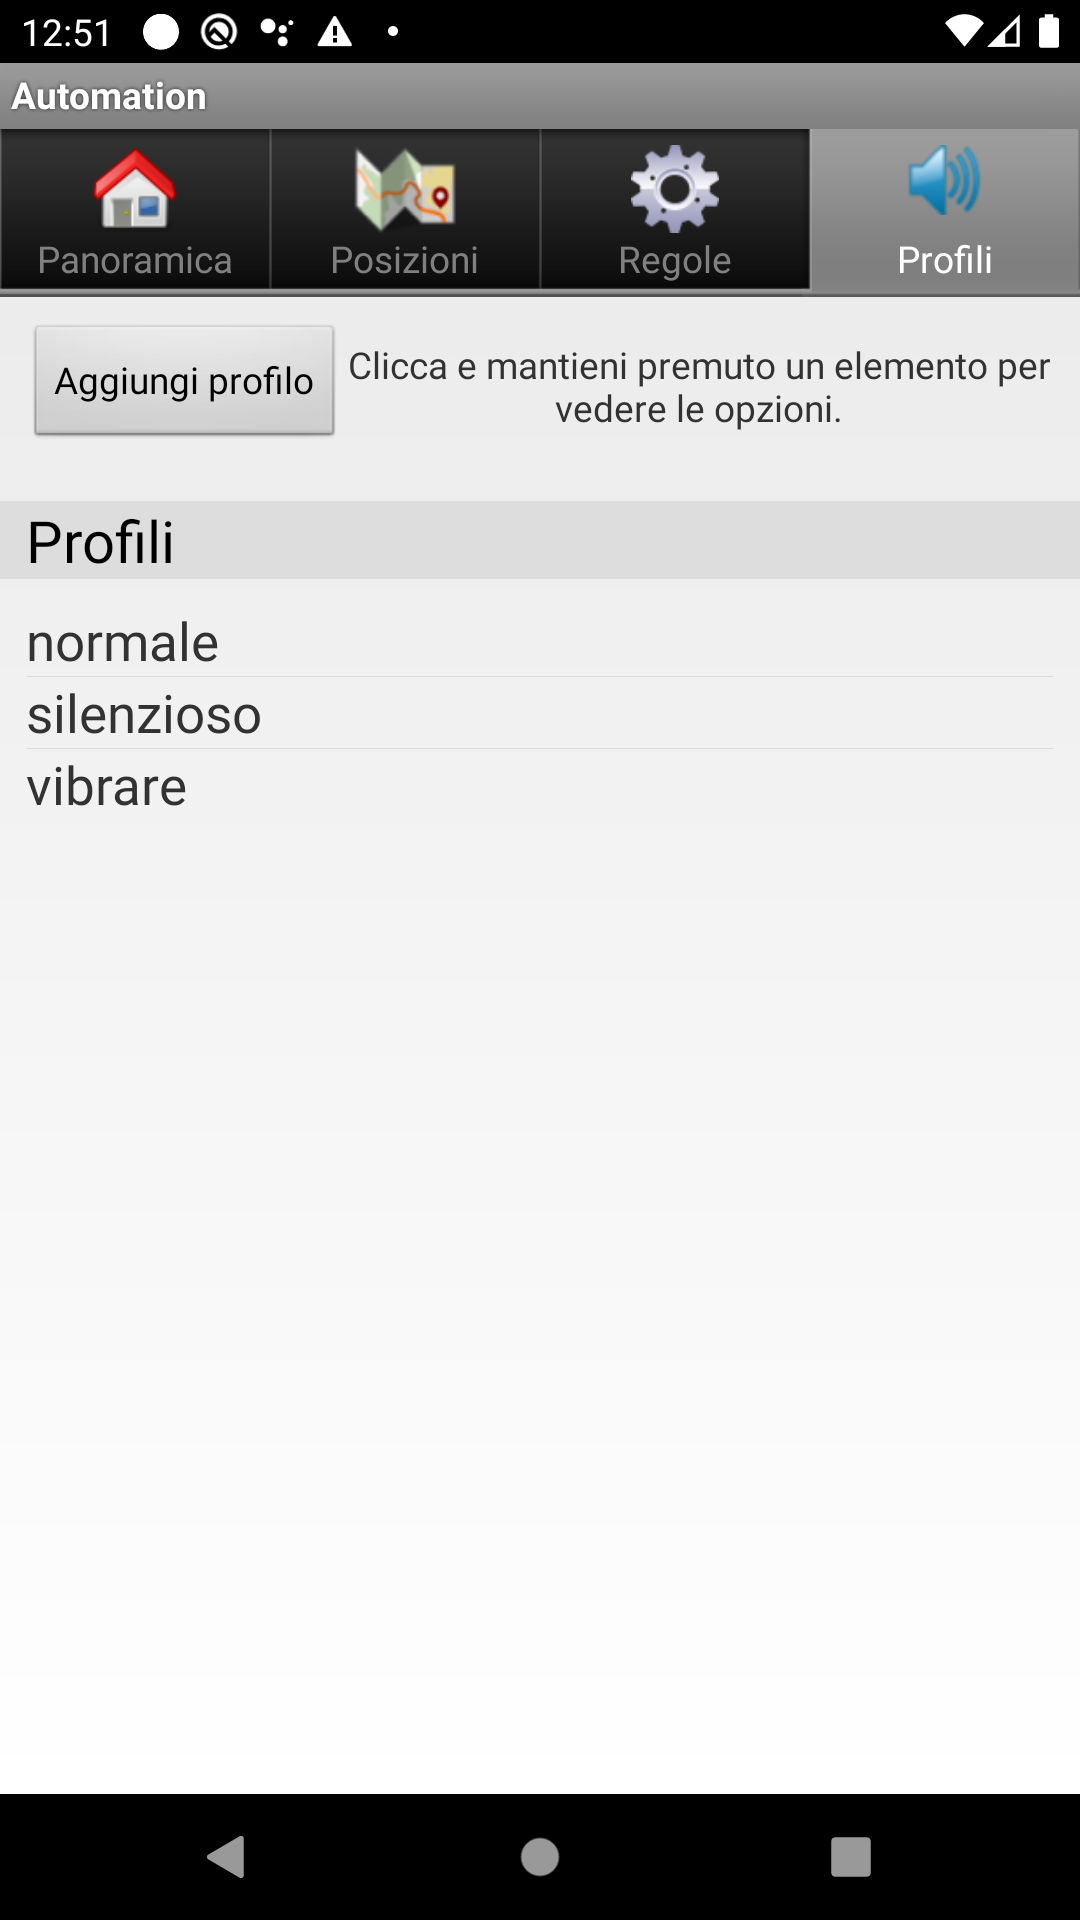 12:51
Automation
Panoramica
Posizioni
Regole
Profili
Aggiungi profilo
Clicca e mantieni premuto un elemento per
vedere le opzioni.
Profili
normale
silenzioso
vibrare